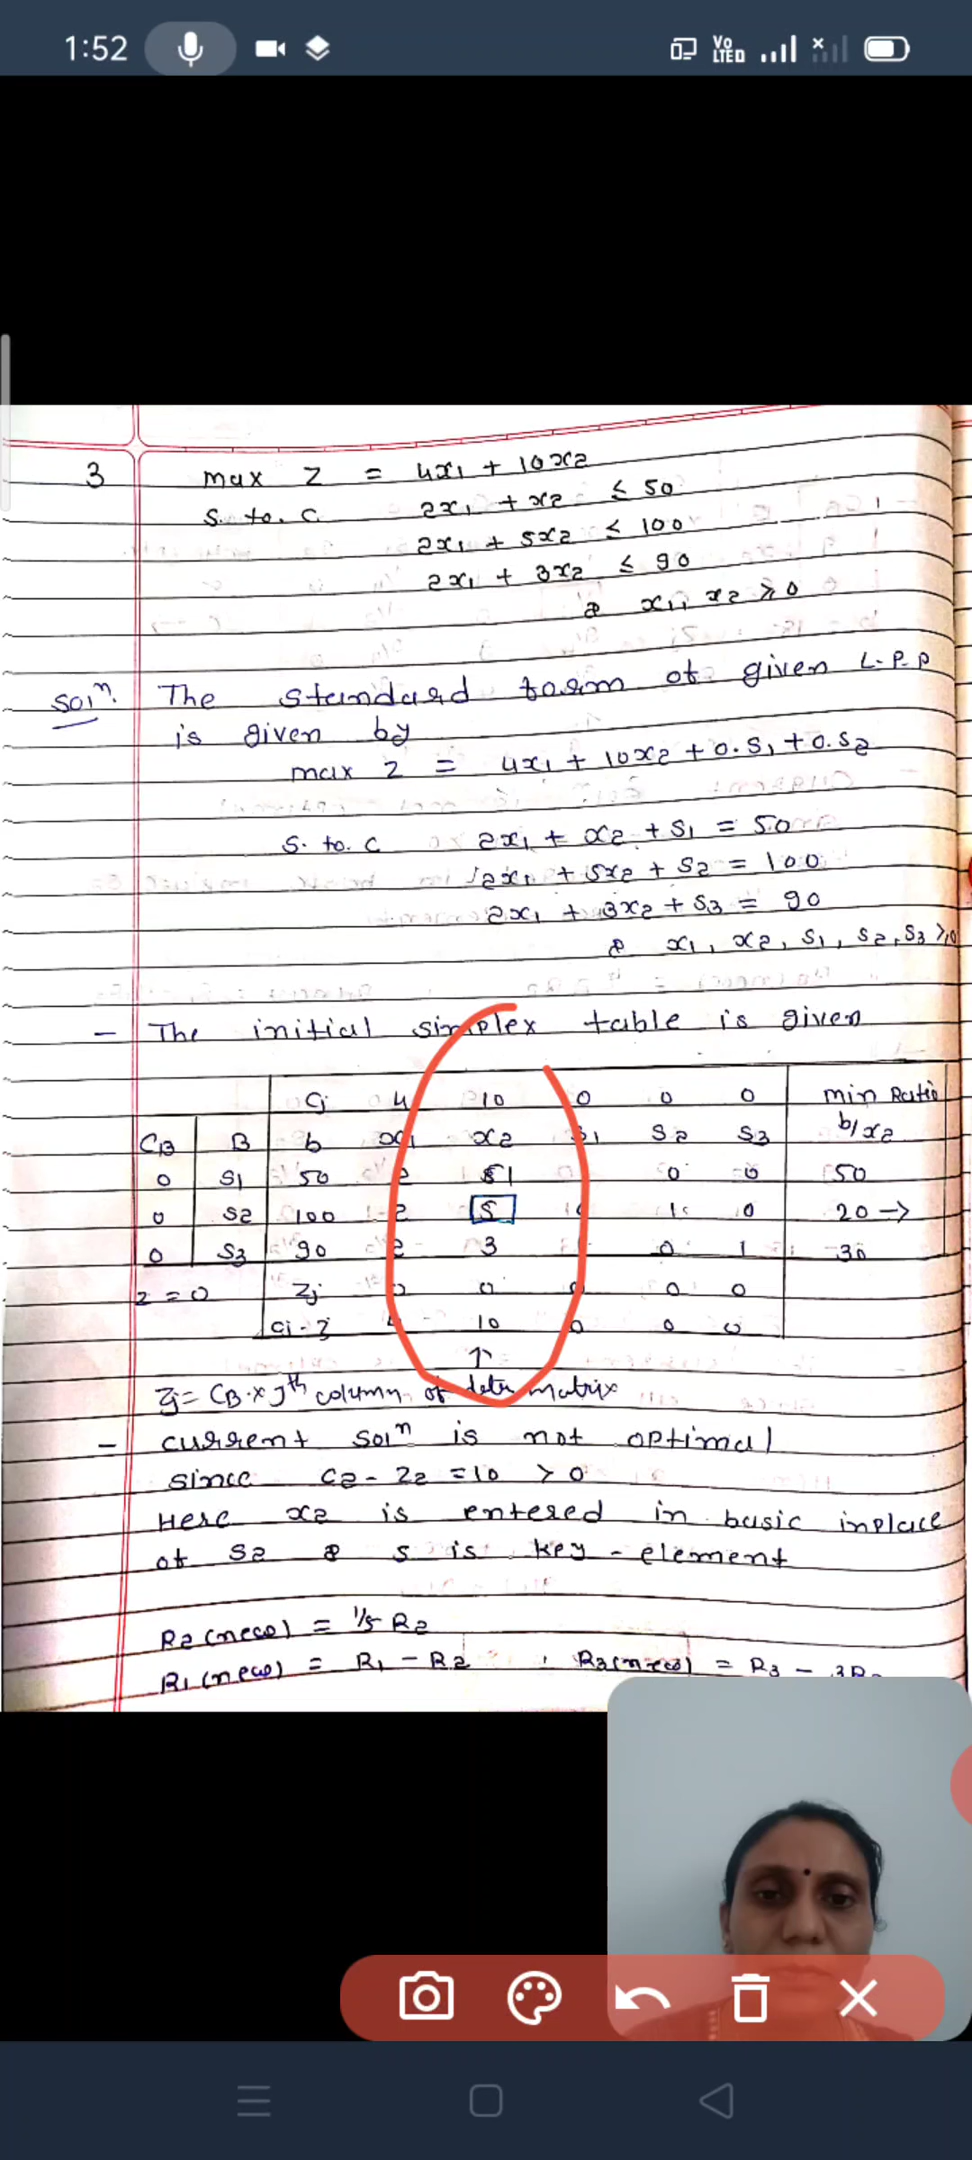 1:52
Vo LTED
3 max Z = 4x1 + 10x2
s. to. c. 2x1 + x2 ≤ 50
2x1 + 5x2 ≤ 100
2x1 + 3x2 ≤ 90
& x1, x2 ≥ 0
Soln. The standard form of given L.P.P
is given by
max Z = 4x1 + 10x2 + 0.S1 + 0.S2
S. to. C 2x1 + x2 + S1 = 50
2x1 + 5x2 + S2 = 100
2x1 + 3x2 + S3 = 90
& x1, x2, S1, S2, S3 ≥0
- The initial simplex table is given
Cj 4 10 0 0 0 min Ratio
CB B b x1 x2 S1 S2 S3 b/x2
0 S1 50 2 1 0 0 50
0 S2 100 2 5 1 0 20 →
0 S3 90 2 3 0 1 30
z = 0 Zj 0 0 0 0
Cj - Zj 4 10 0 0 0
↑
Zj = CB . x jth column of data matrix
- current soln is not optimal
since C2 - Z2 = 10 > 0
Here x2 is entered in basic inplace
of S2 & 5 is key - element
R2 (new) = 1/5 R2
R1 (new) = R1 - R2 , R3 (new) = R3 - 3R2